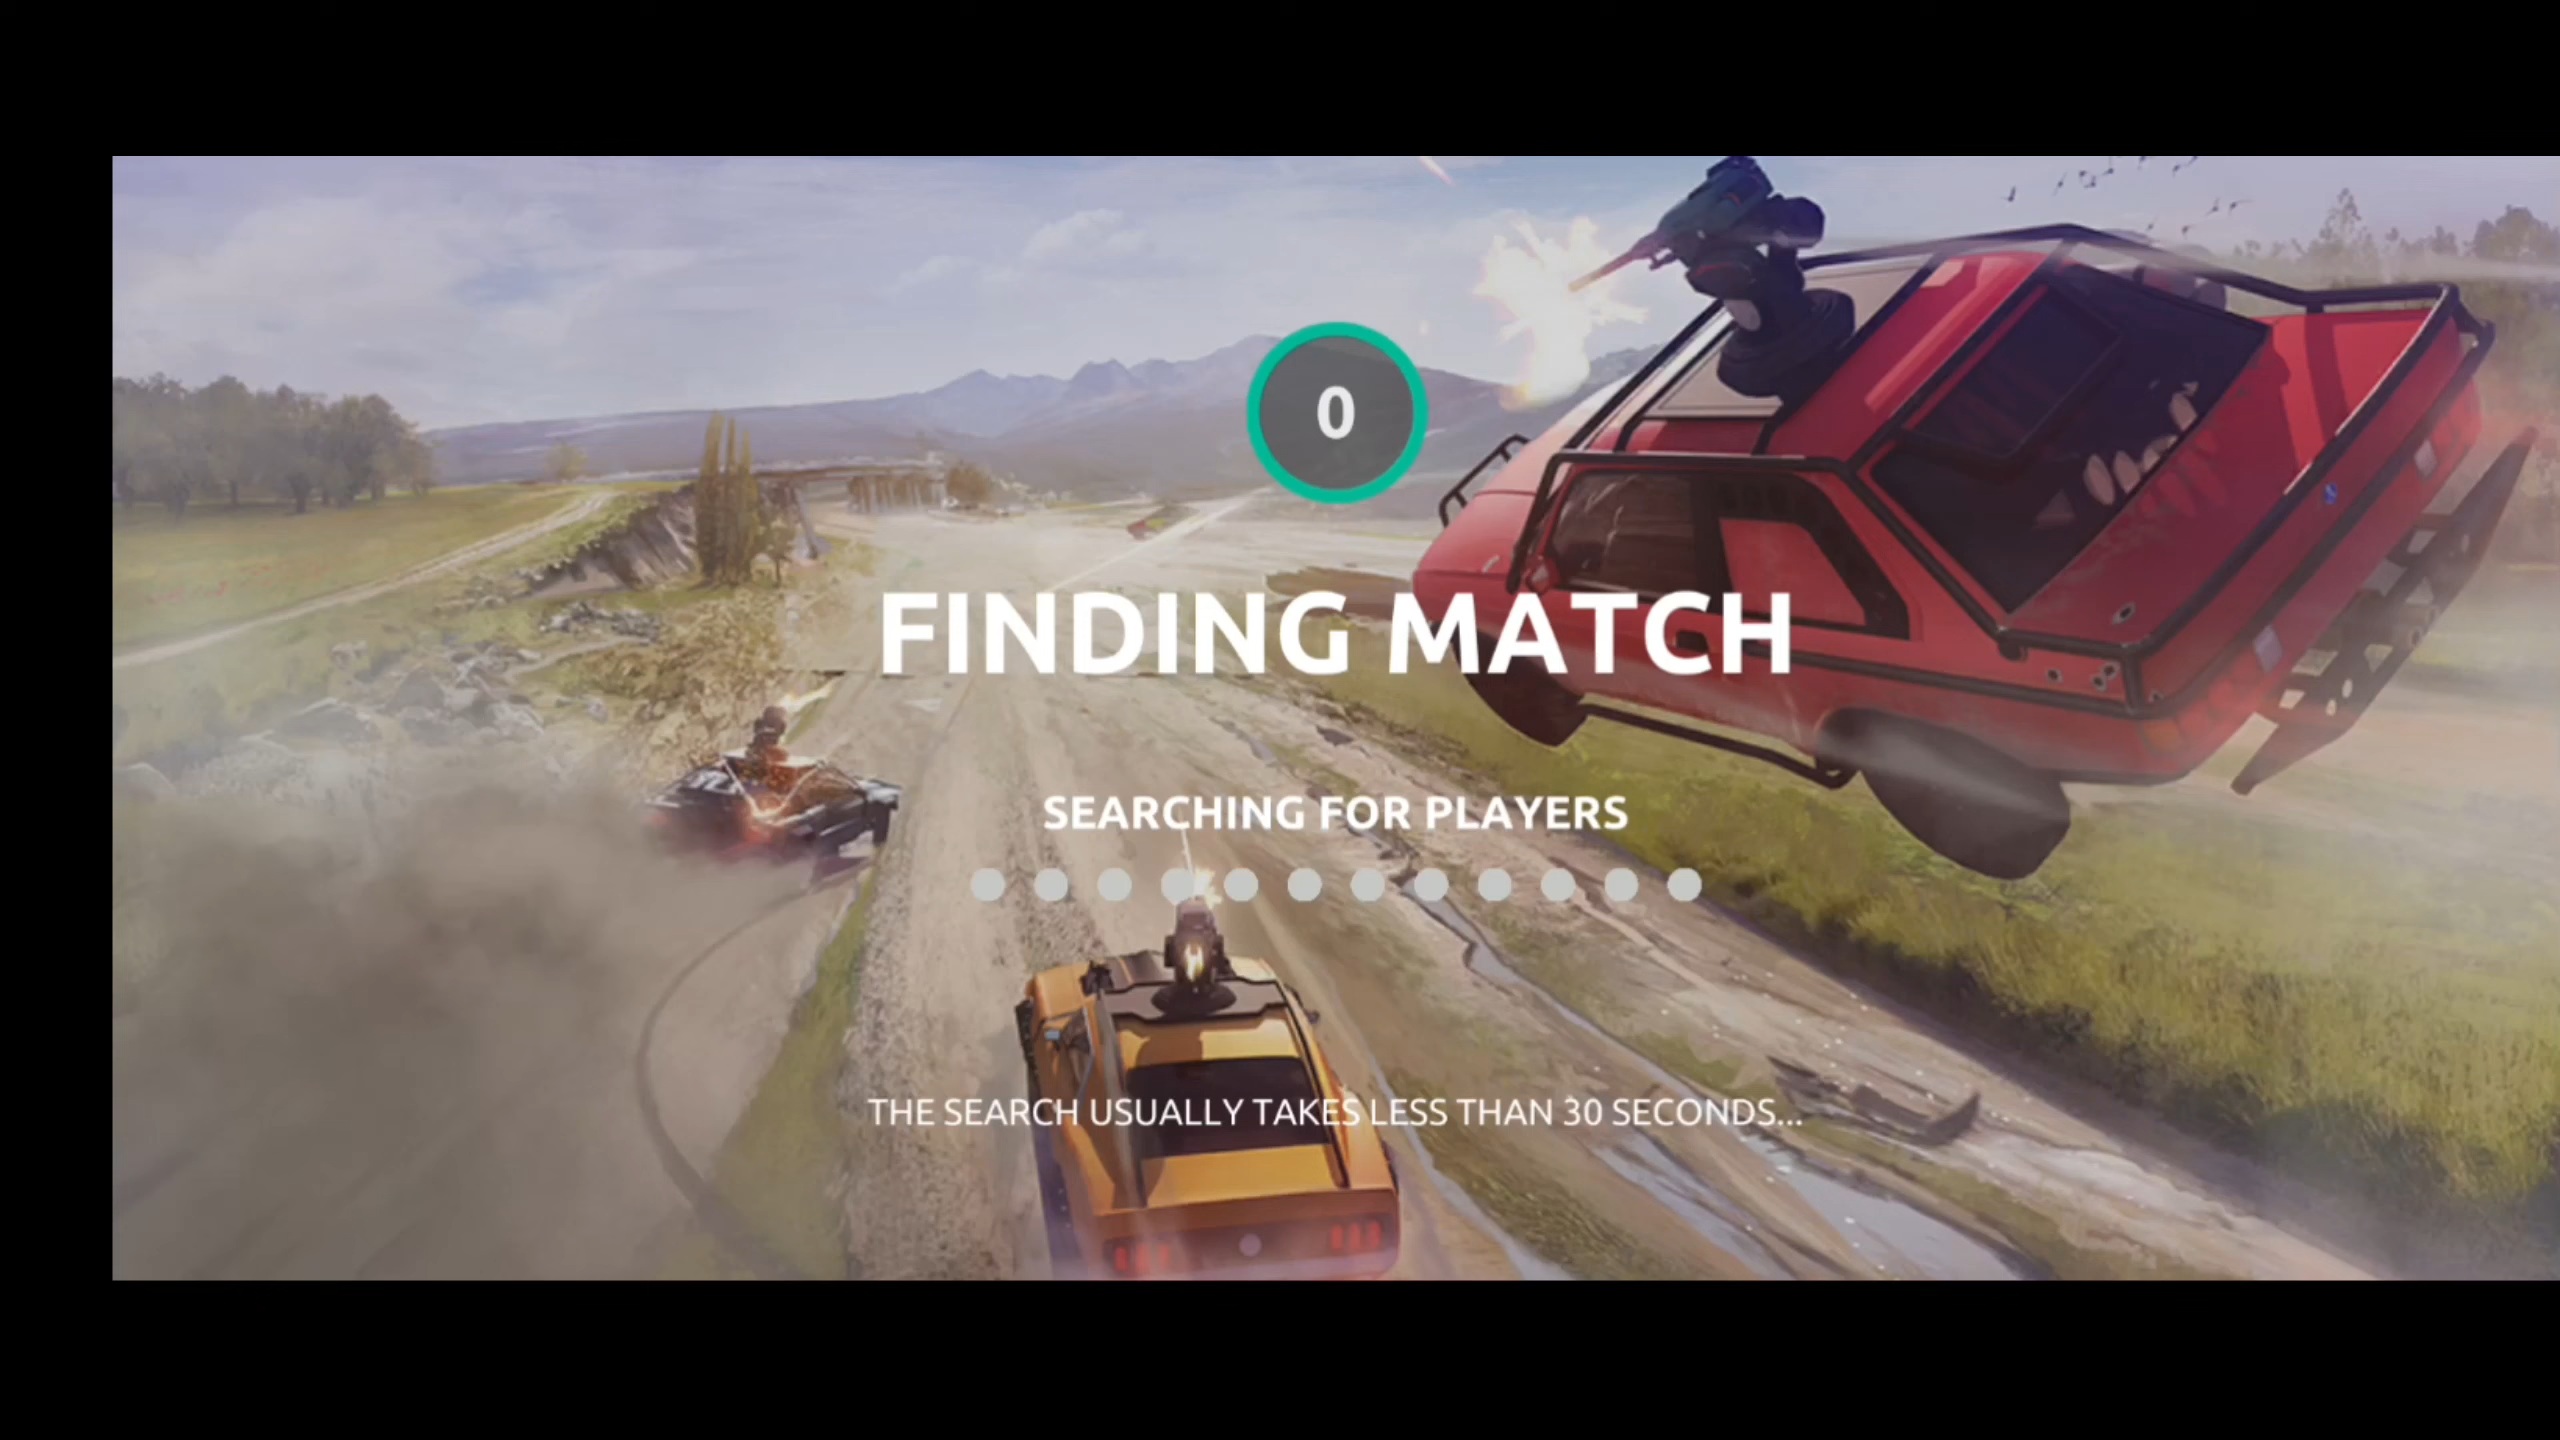 0
FINDING MATCH
SEARCHING FOR PLAYERS
THE SEARCH USUALLY TAKES LESS THAN 30 SECONDS...